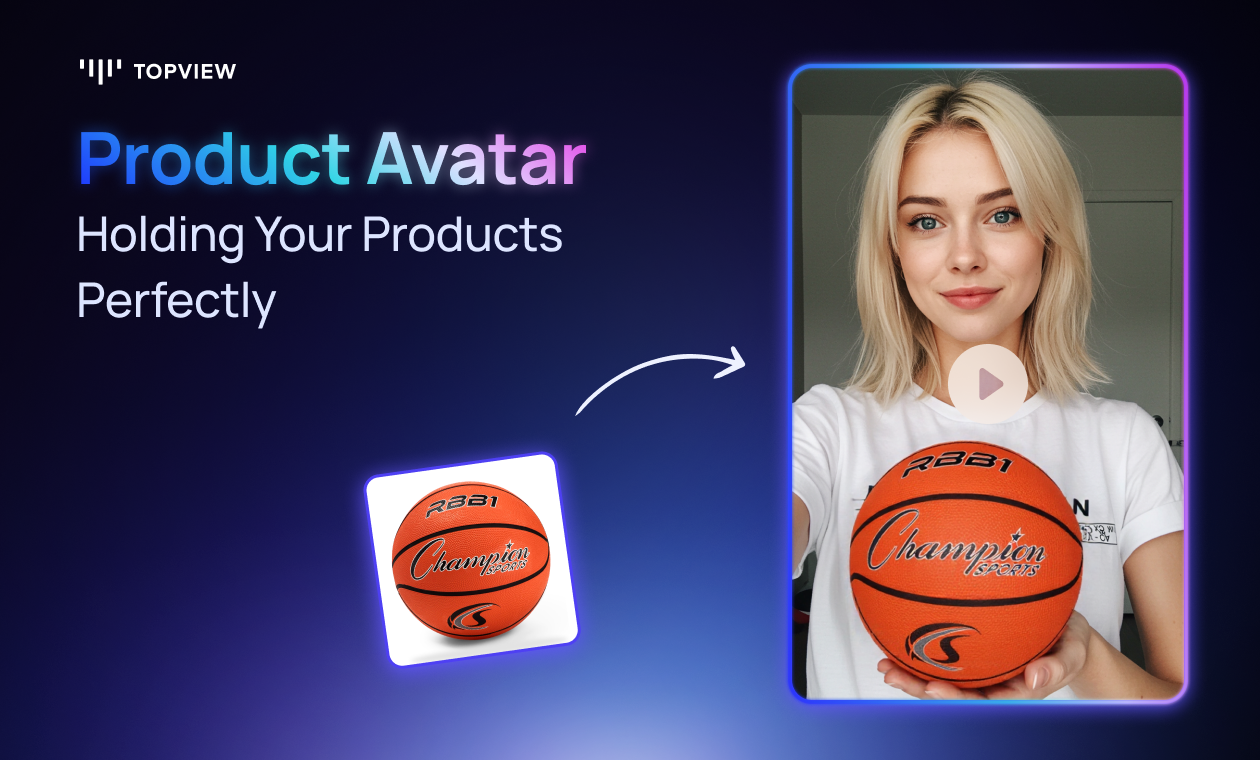 TOPVIEW
Product Avatar
Holding Your Products
Perfectly
RBB1
Champion
SPORTS
RBB1
Champion
SPORTS